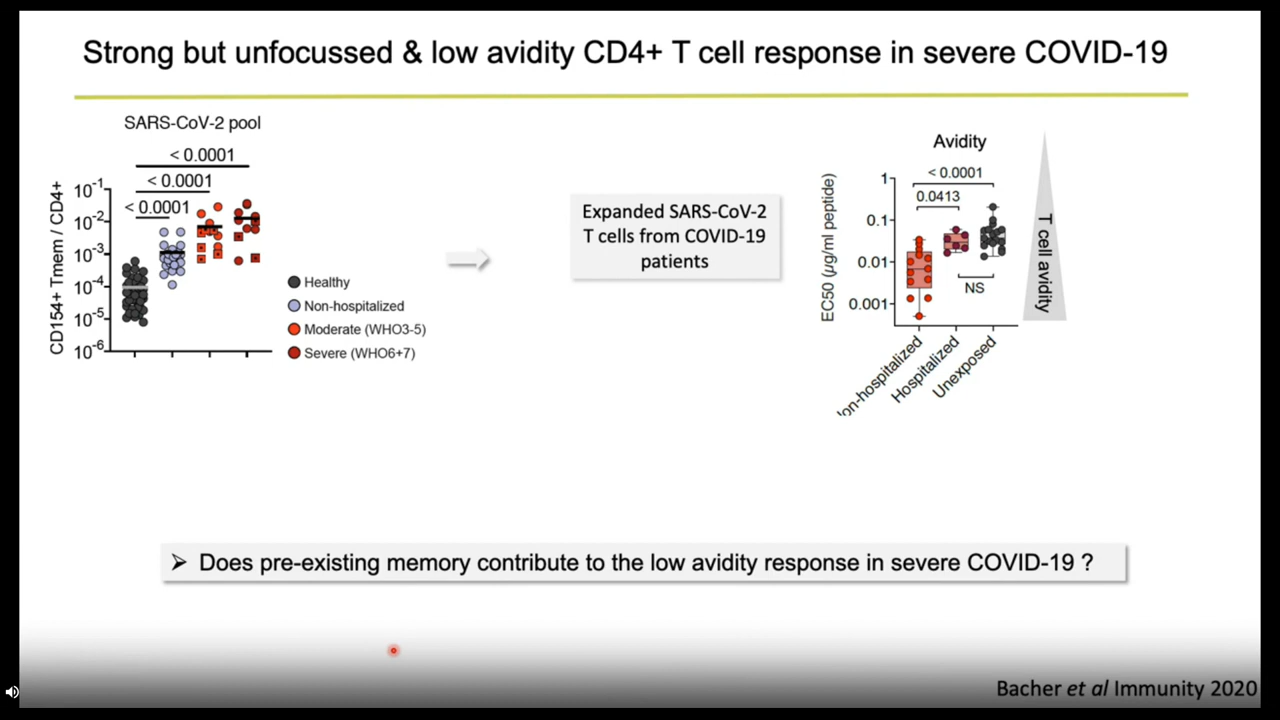 Strong but unfocussed & low avidity CD4+ T cell response in severe COVID-19
SARS-CoV-2 pool
< 0.0001
< 0.0001
< 0.0001
CD154+ Tmem / CD4+
10-1
10-2
10-3
10-4
10-5
10-6
Healthy
Non-hospitalized
Moderate (WHO3-5)
Severe (WHO6+7)
Expanded SARS-CoV-2
T cells from COVID-19
patients
Avidity
< 0.0001
0.0413
NS
EC50 (µg/ml peptide)
1
0.1
0.01
0.001
Ion-hospitalized
Hospitalized
Unexposed
T cell avidity
➢ Does pre-existing memory contribute to the low avidity response in severe COVID-19 ?
Bacher et al Immunity 2020